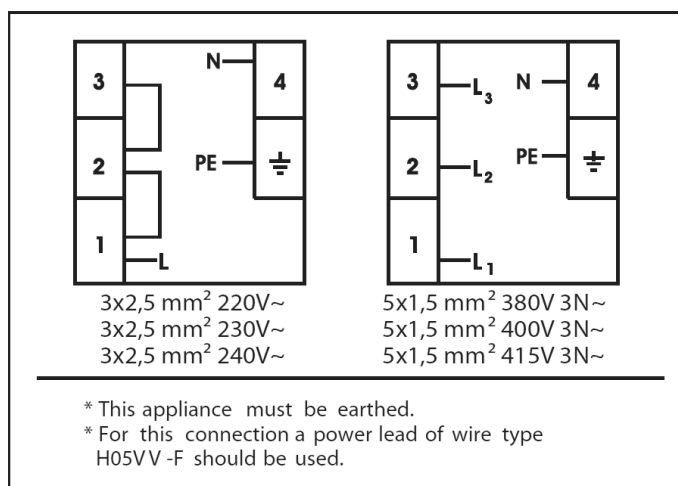 3
N
4
2
PE
1
L
3
L3
N
4
2
L2
PE
1
L1
3x2,5 mm² 220V~
3x2,5 mm² 230V~
3x2,5 mm² 240V~
5x1,5 mm² 380V 3N~
5x1,5 mm² 400V 3N~
5x1,5 mm² 415V 3N~
* This appliance must be earthed.
* For this connection a power lead of wire type
H05V V -F should be used.